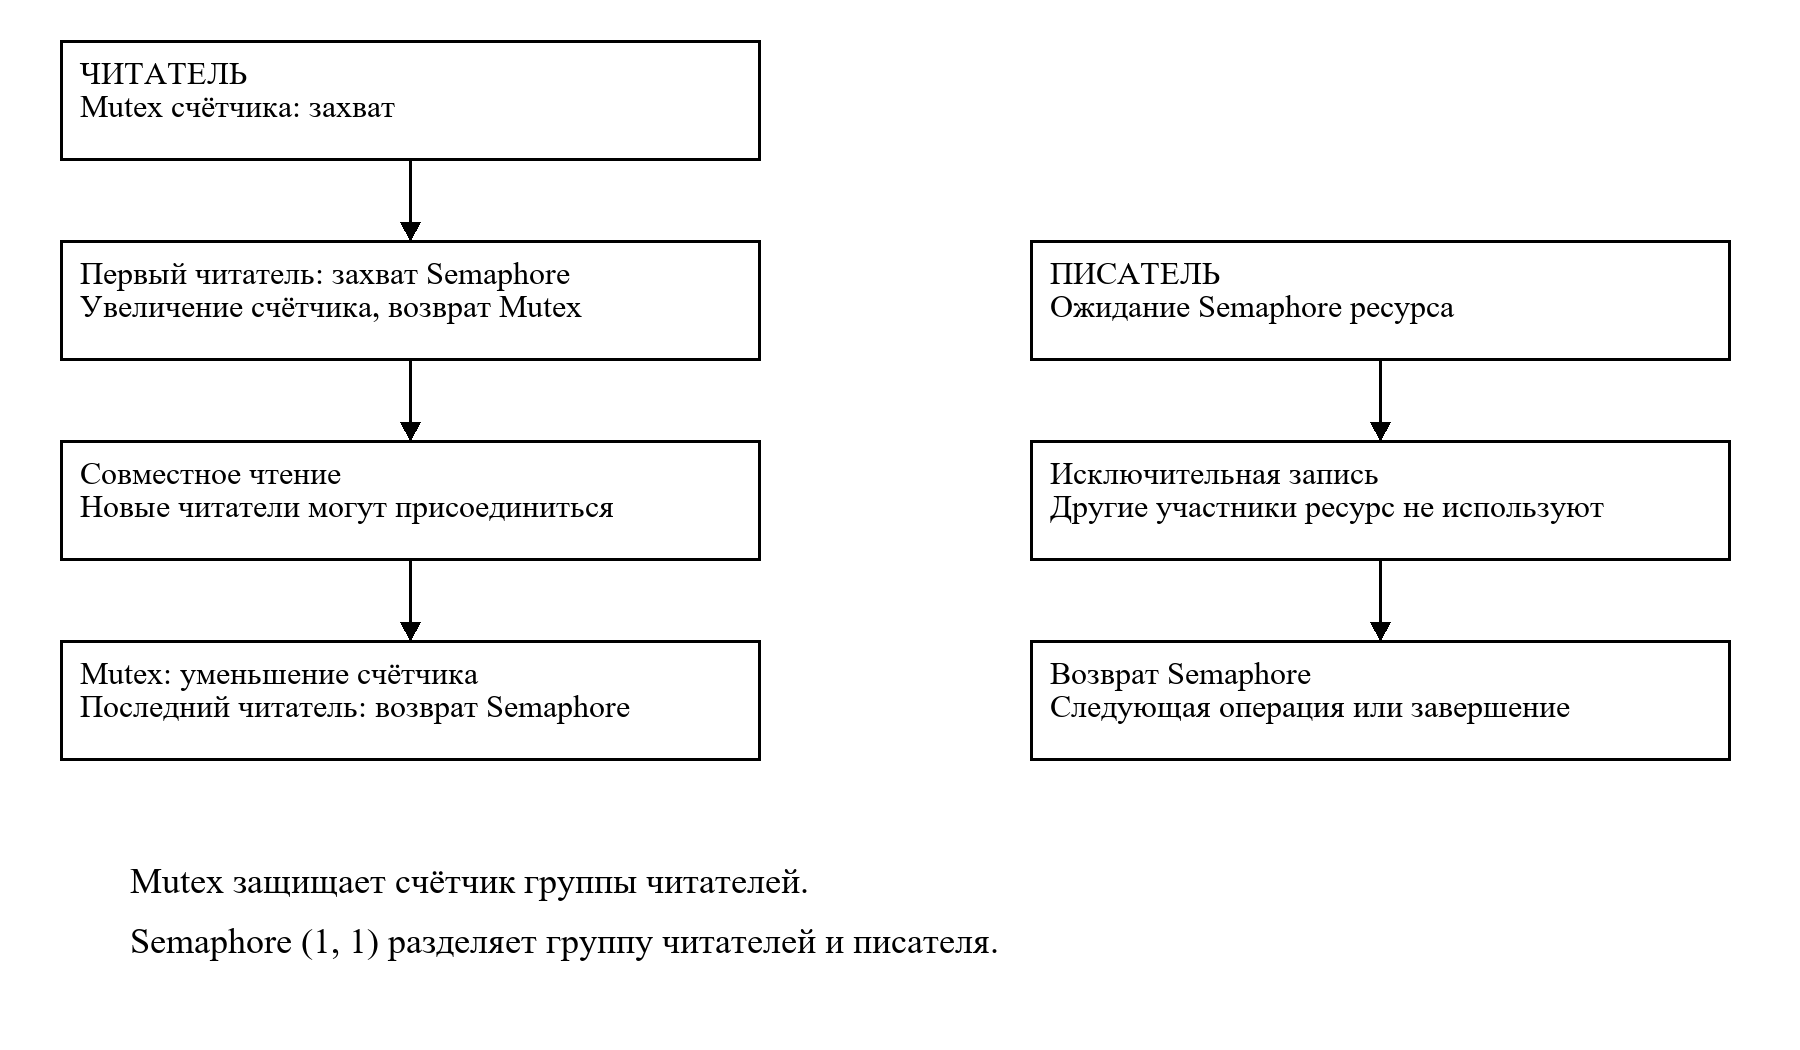 ЧИТАТЕЛЬ
Mutex счётчика: захват
Первый читатель: захват Semaphore
Увеличение счётчика, возврат Mutex
Совместное чтение
Новые читатели могут присоединиться
Mutex: уменьшение счётчика
Последний читатель: возврат Semaphore
ПИСАТЕЛЬ
Ожидание Semaphore ресурса
Исключительная запись
Другие участники ресурс не используют
Возврат Semaphore
Следующая операция или завершение
Mutex защищает счётчик группы читателей.
Semaphore (1, 1) разделяет группу читателей и писателя.